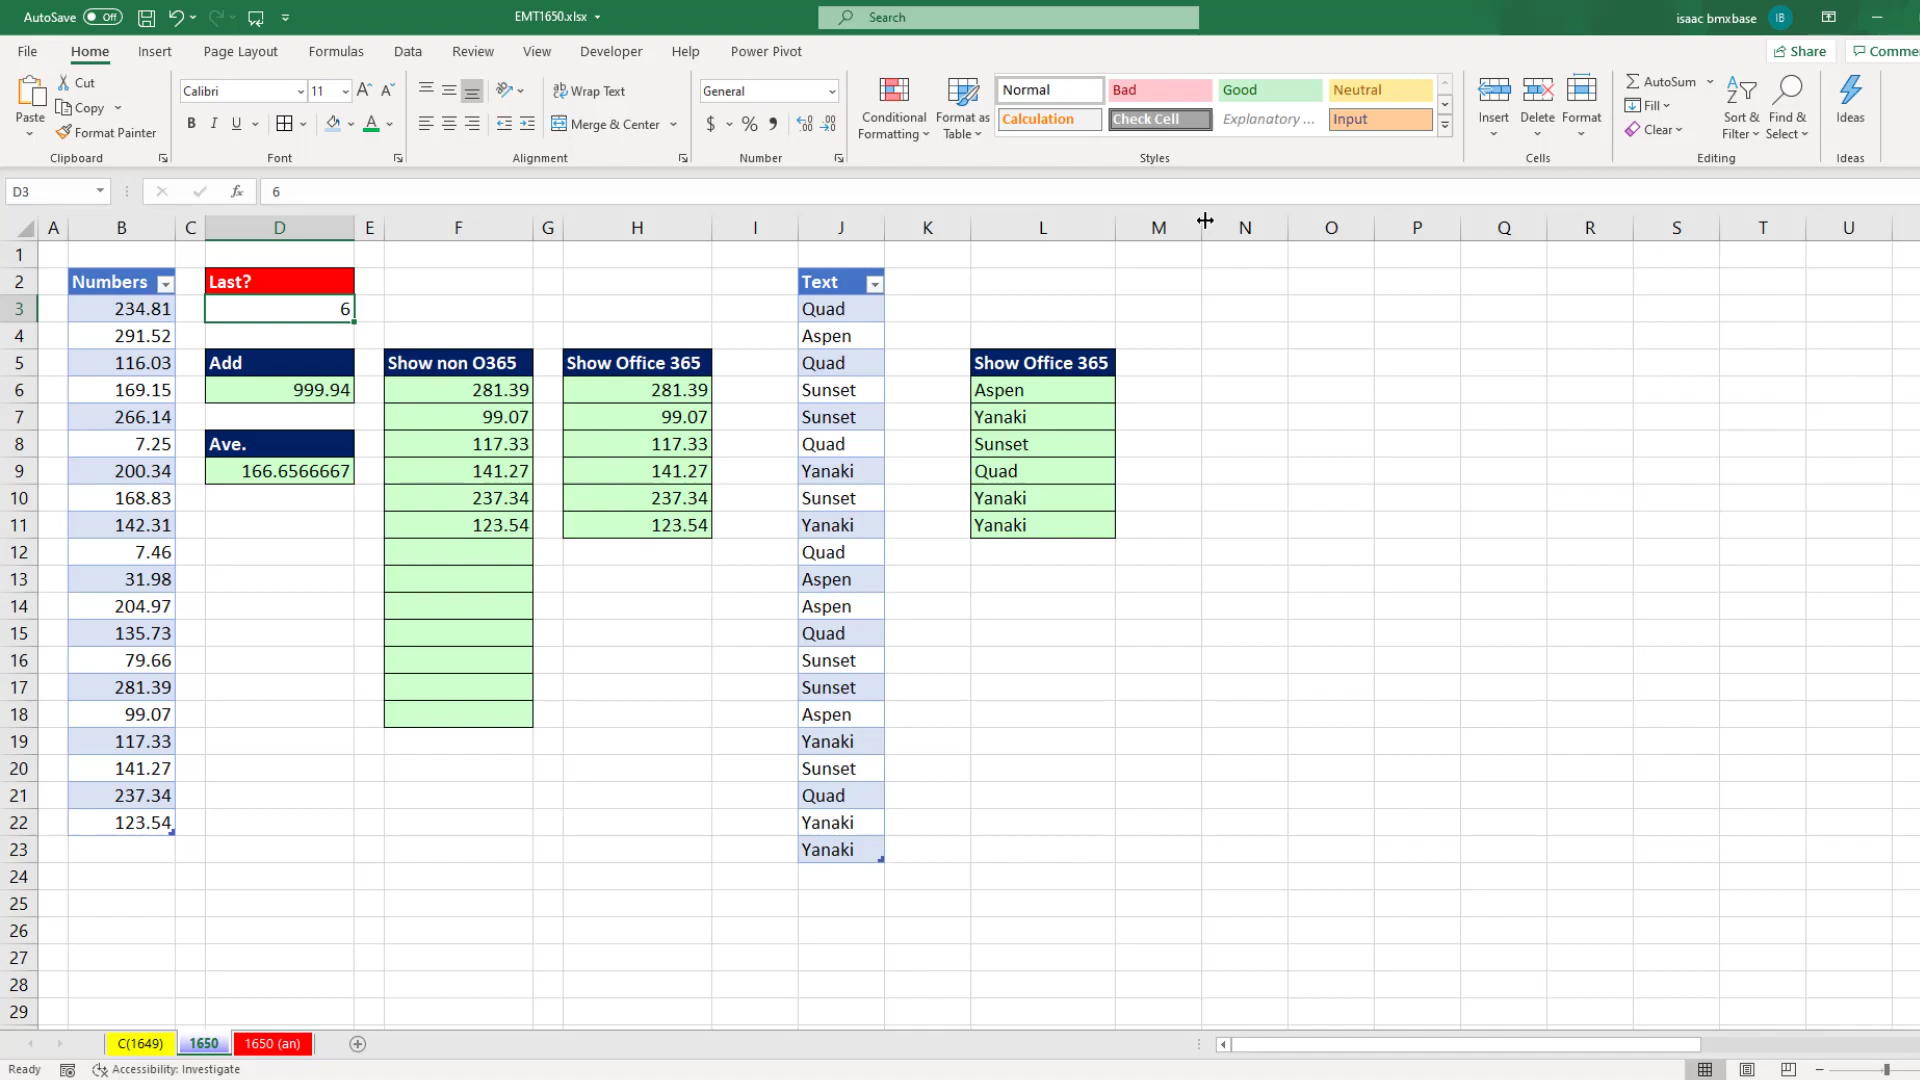 AutoSave Off EMT1650.xlsx Search isaac bmxbase IB
File Home Insert Page Layout Formulas Data Review View Developer Help Power Pivot Share Comme
Paste Cut Copy Format Painter Clipboard
Calibri 11 A A B I U A Font
Wrap Text Merge & Center Alignment
General $ % Number
Conditional Formatting Format as Table
Normal Bad Good Neutral
Calculation Check Cell Explanatory ... Input
Styles
Insert Delete Format Cells
AutoSum Fill Clear Sort & Filter Find & Select Editing
Ideas Ideas
D3 fx 6
A B C D E F G H I J K L M N O P Q R S T U
1
2 Numbers Last? Text
3 234.81 6 Quad
4 291.52 Aspen
5 116.03 Add Show non O365 Show Office 365 Quad Show Office 365
6 169.15 999.94 281.39 281.39 Sunset Aspen
7 266.14 99.07 99.07 Sunset Yanaki
8 7.25 Ave. 117.33 117.33 Quad Sunset
9 200.34 166.6566667 141.27 141.27 Yanaki Quad
10 168.83 237.34 237.34 Sunset Yanaki
11 142.31 123.54 123.54 Yanaki Yanaki
12 7.46 Quad
13 31.98 Aspen
14 204.97 Aspen
15 135.73 Quad
16 79.66 Sunset
17 281.39 Sunset
18 99.07 Aspen
19 117.33 Yanaki
20 141.27 Sunset
21 237.34 Quad
22 123.54 Yanaki
23 Yanaki
24
25
26
27
28
29
C(1649) 1650 1650 (an)
Ready Accessibility: Investigate